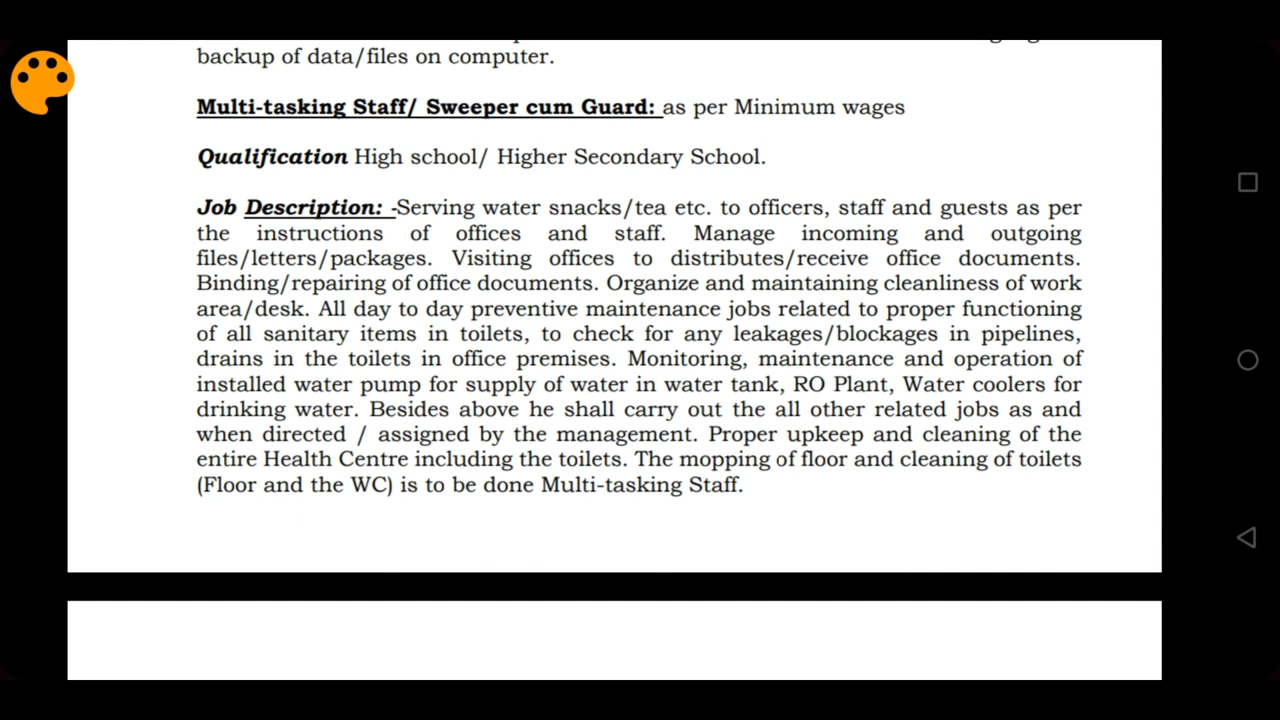 backup of data/files on computer.
Multi-tasking Staff/ Sweeper cum Guard: as per Minimum wages
Qualification High school/ Higher Secondary School.
Job Description: -Serving water snacks/tea etc. to officers, staff and guests as per
the instructions of offices and staff. Manage incoming and outgoing
files/letters/packages. Visiting offices to distributes/receive office documents.
Binding/repairing of office documents. Organize and maintaining cleanliness of work
area/desk. All day to day preventive maintenance jobs related to proper functioning
of all sanitary items in toilets, to check for any leakages/blockages in pipelines,
drains in the toilets in office premises. Monitoring, maintenance and operation of
installed water pump for supply of water in water tank, RO Plant, Water coolers for
drinking water. Besides above he shall carry out the all other related jobs as and
when directed / assigned by the management. Proper upkeep and cleaning of the
entire Health Centre including the toilets. The mopping of floor and cleaning of toilets
(Floor and the WC) is to be done Multi-tasking Staff.